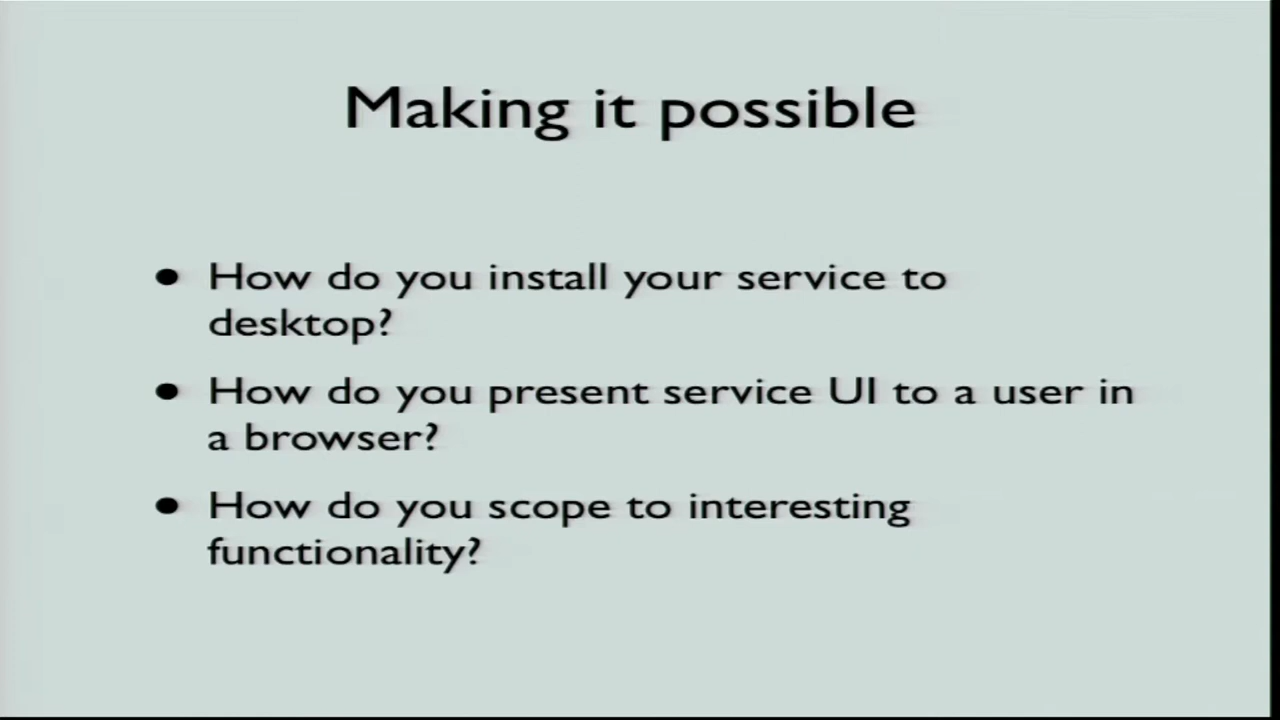 Making it possible
• How do you install your service to
desktop?
• How do you present service UI to a user in
a browser?
• How do you scope to interesting
functionality?